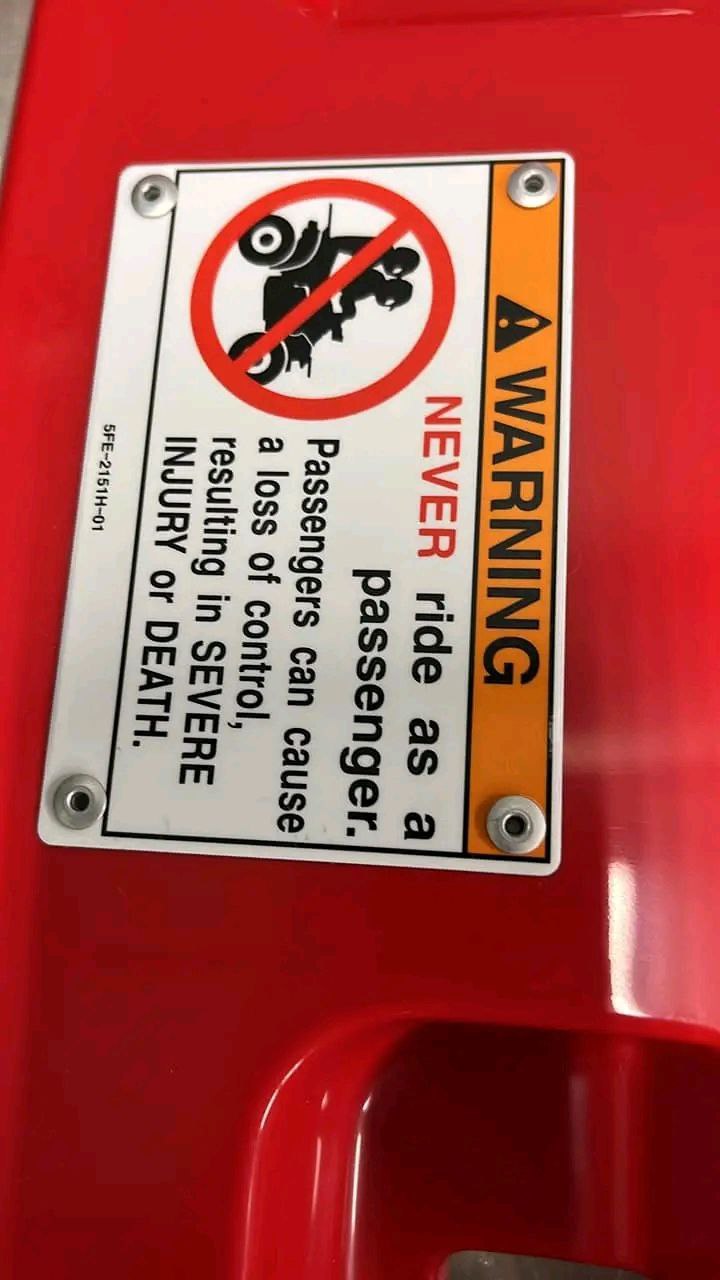 WARNING
NEVER ride as a
passenger.
Passengers can cause
a loss of control,
resulting in SEVERE
INJURY or DEATH.
5FE-2151H-01